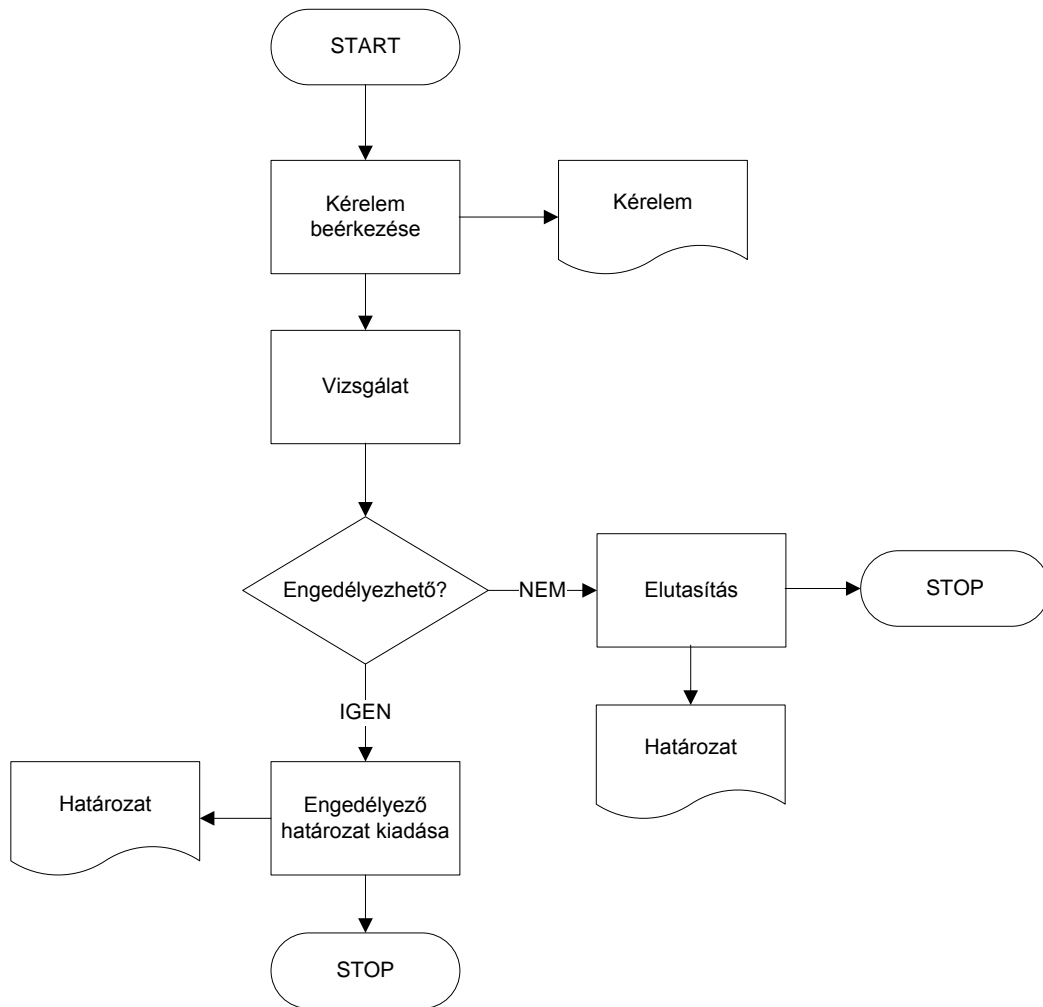 START
Kérelem
beérkezése
Kérelem
Vizsgálat
Engedélyezhető?
NEM
Elutasítás
STOP
IGEN
Határozat
Határozat
Engedélyező
határozat kiadása
STOP